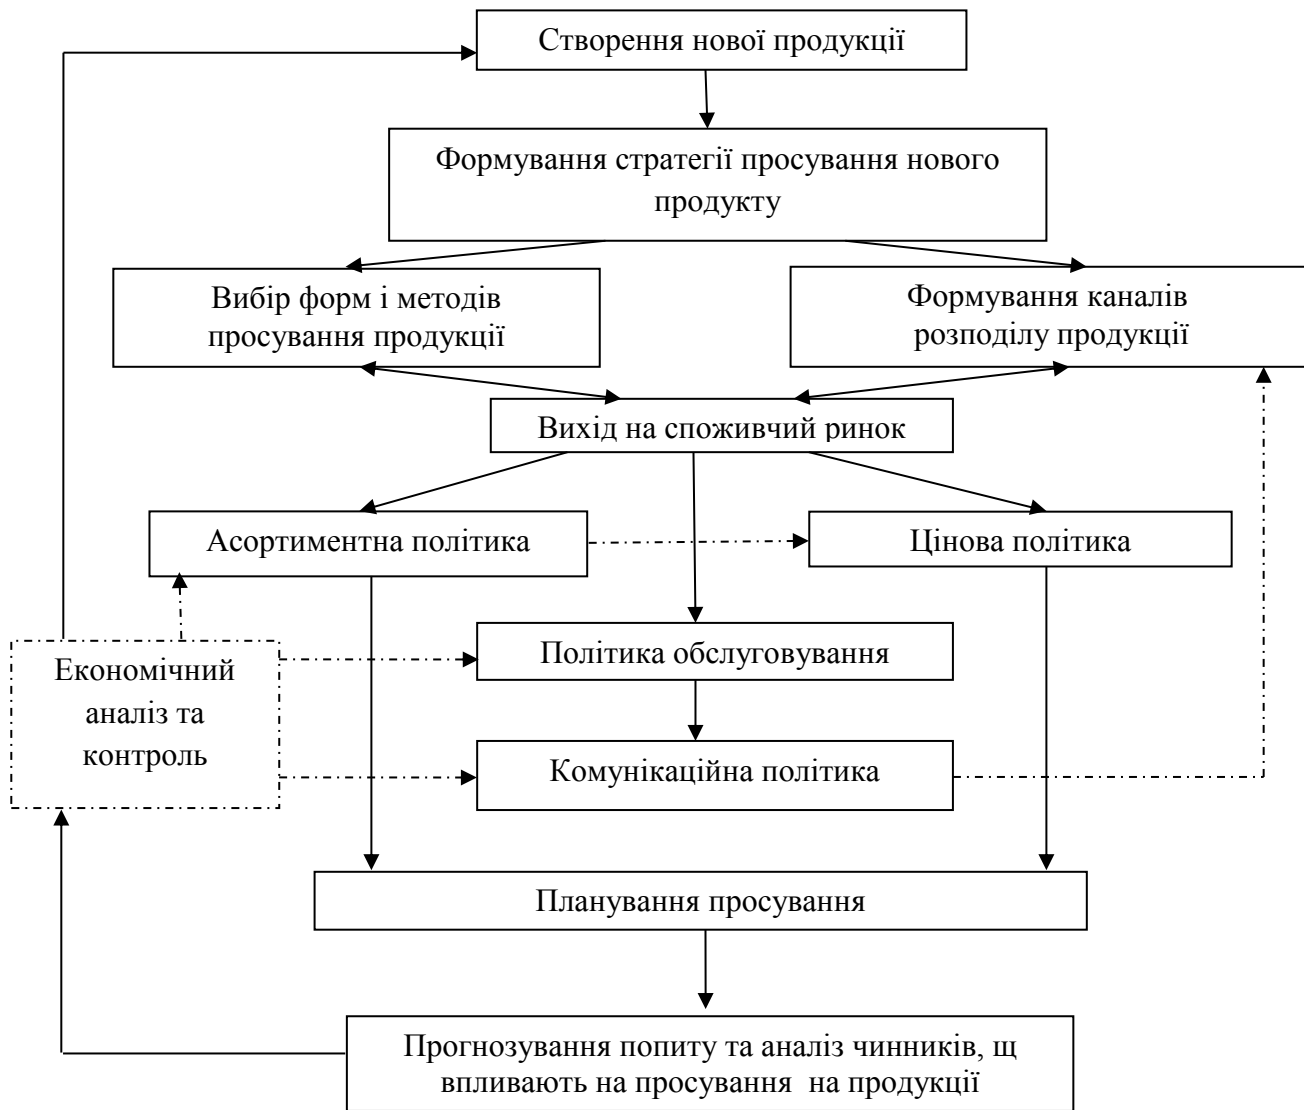 Створення нової продукції
Формування стратегії просування нового
продукту
Вибір форм і методів
просування продукції
Формування каналів
розподілу продукції
Вихід на споживчий ринок
Асортиментна політика
Цінова політика
Економічний
аналіз та
контроль
Політика обслуговування
Комунікаційна політика
Планування просування
Прогнозування попиту та аналіз чинників, щ
впливають на просування на продукції